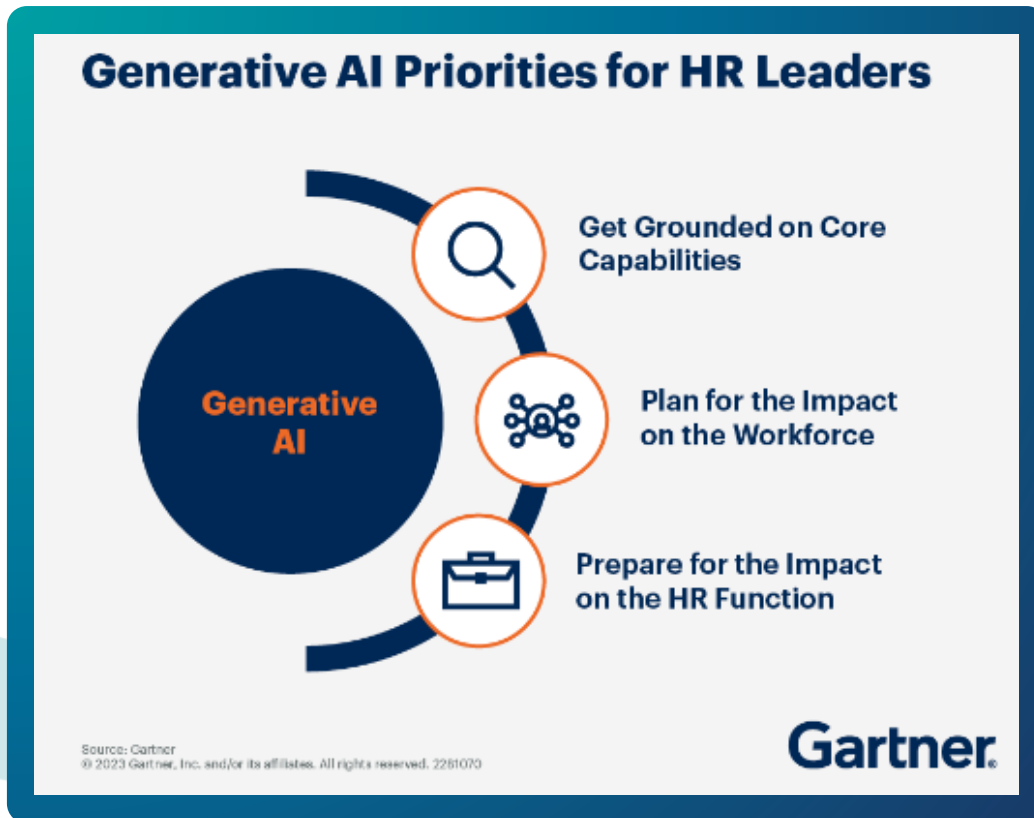 Generative AI Priorities for HR Leaders
Get Grounded on Core
Capabilities
Generative
AI
Plan for the Impact
on the Workforce
Prepare for the Impact
on the HR Function
Source: Gartner
© 2023 Gartner, Inc. and/or its affiliates. All rights reserved. 2261070
Gartner®